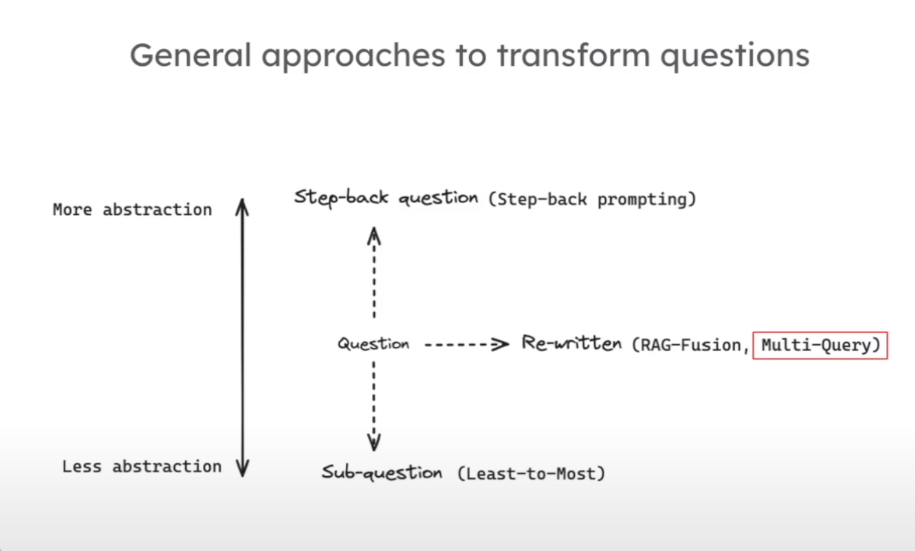 General approaches to transform questions
More abstraction
Step-back question (Step-back prompting)
Question
Re-written (RAG-Fusion, Multi-Query)
Less abstraction
Sub-question (Least-to-Most)